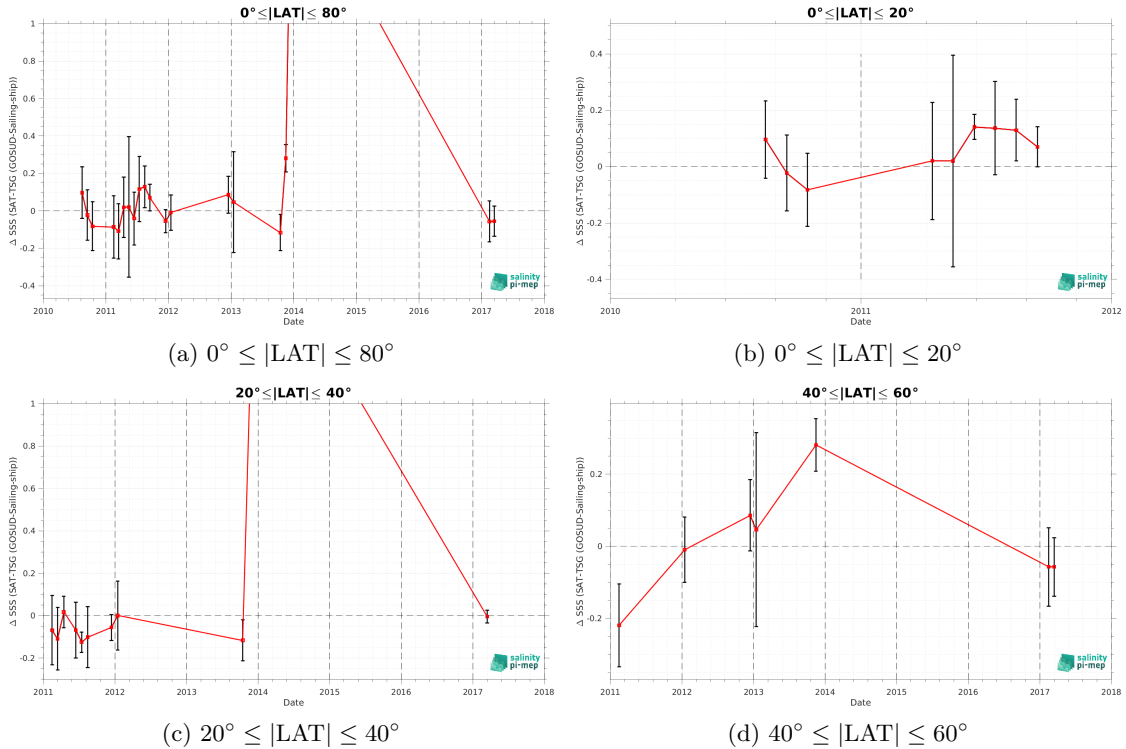 0°≤|LAT|≤ 80°
Δ SSS (SAT-TSG (GOSUD-Sailing-ship))
1
0.8
0.6
0.4
0.2
0
-0.2
-0.4
2010 2011 2012 2013 2014 2015 2016 2017 2018
Date
salinity
pi-mep
(a) 0° ≤ |LAT| ≤ 80°
0°≤|LAT|≤ 20°
Δ SSS (SAT-TSG (GOSUD-Sailing-ship))
0.4
0.2
0
-0.2
-0.4
2010 2011 2012
Date
salinity
pi-mep
(b) 0° ≤ |LAT| ≤ 20°
20°≤|LAT|≤ 40°
Δ SSS (SAT-TSG (GOSUD-Sailing-ship))
1
0.8
0.6
0.4
0.2
0
-0.2
2011 2012 2013 2014 2015 2016 2017 2018
Date
salinity
pi-mep
(c) 20° ≤ |LAT| ≤ 40°
40°≤|LAT|≤ 60°
Δ SSS (SAT-TSG (GOSUD-Sailing-ship))
0.2
0
-0.2
2011 2012 2013 2014 2015 2016 2017 2018
Date
salinity
pi-mep
(d) 40° ≤ |LAT| ≤ 60°